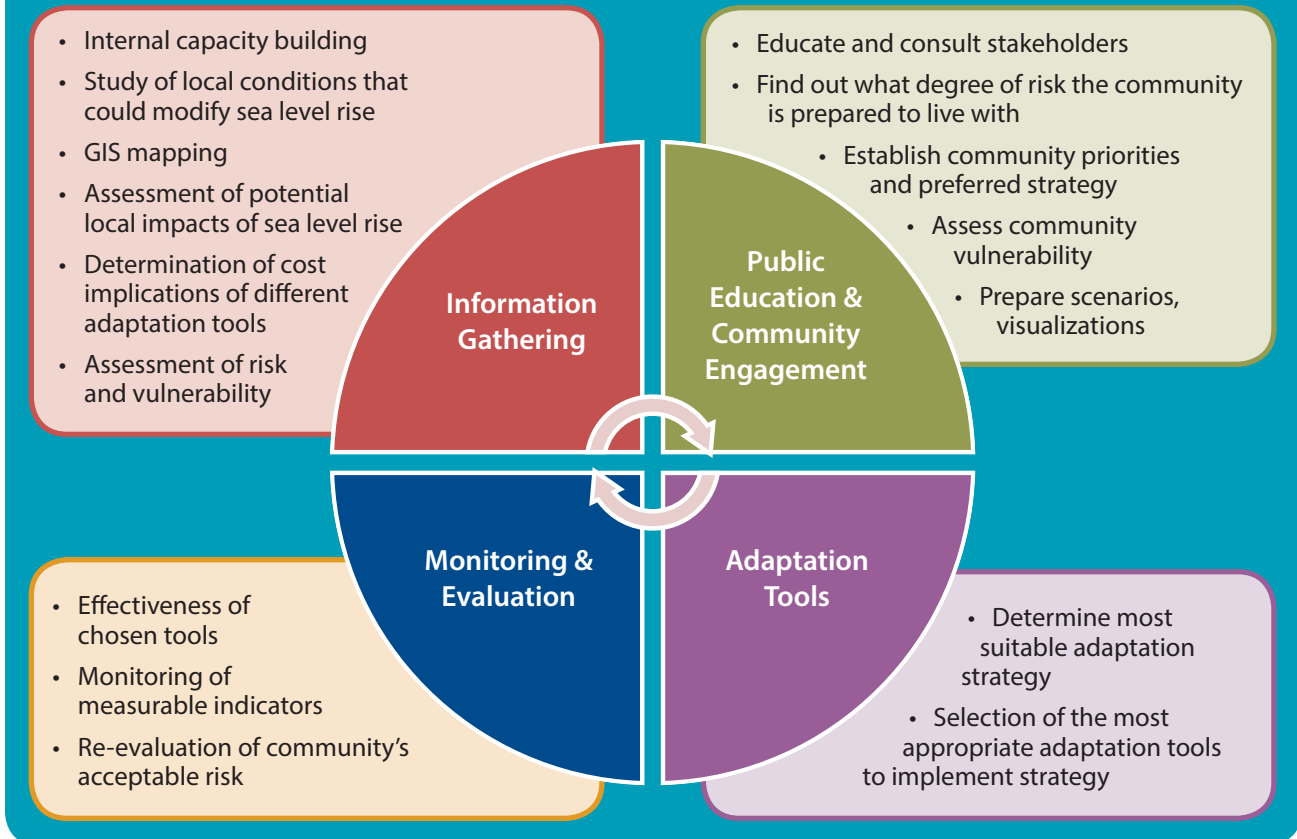 • Internal capacity building
• Study of local conditions that
could modify sea level rise
• GIS mapping
• Assessment of potential
local impacts of sea level rise
• Determination of cost
implications of different
adaptation tools
• Assessment of risk
and vulnerability
Information
Gathering
• Educate and consult stakeholders
• Find out what degree of risk the community
is prepared to live with
• Establish community priorities
and preferred strategy
• Assess community
vulnerability
• Prepare scenarios,
visualizations
Public
Education &
Community
Engagement
Monitoring &
Evaluation
• Effectiveness of
chosen tools
• Monitoring of
measurable indicators
• Re-evaluation of community’s
acceptable risk
Adaptation
Tools
• Determine most
suitable adaptation
strategy
• Selection of the most
appropriate adaptation tools
to implement strategy